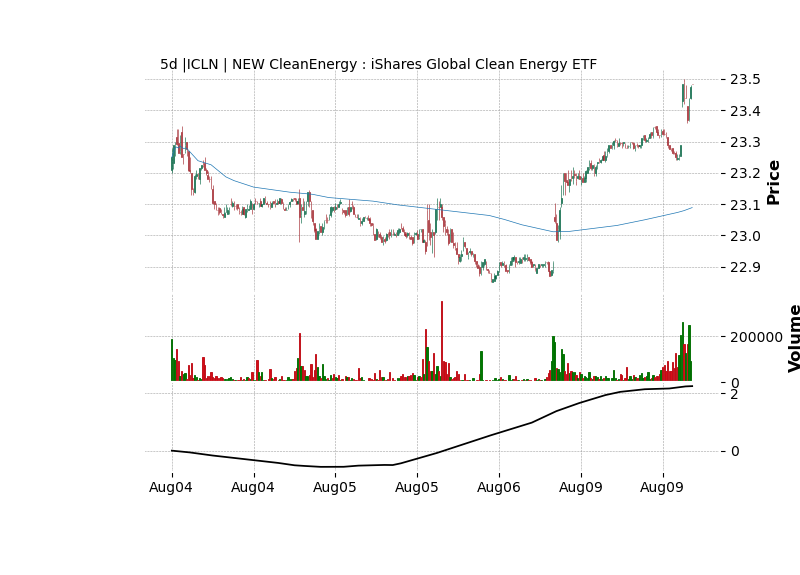 5d |ICLN | NEW CleanEnergy : iShares Global Clean Energy ETF
23.5
23.4
23.3
23.2
23.1
23.0
22.9
Price
200000
0
Volume
2
0
Aug04 Aug04 Aug05 Aug05 Aug06 Aug09 Aug09